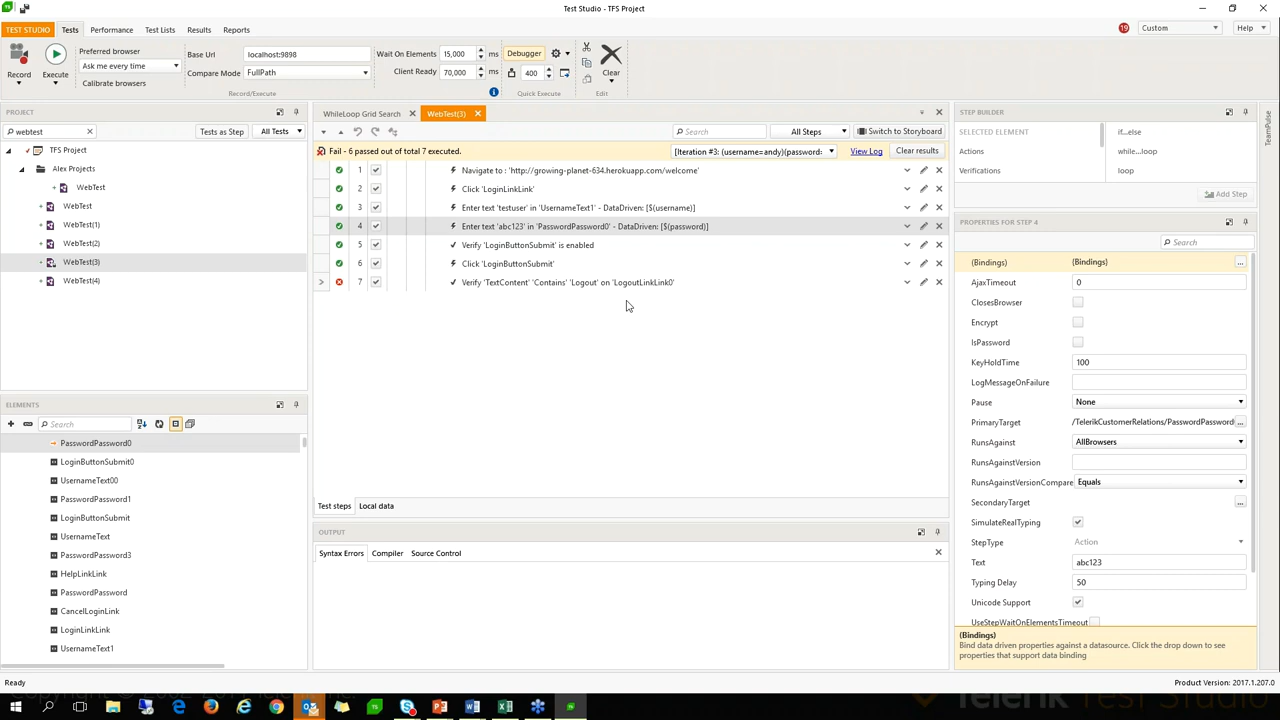 Test Studio - TFS Project
TEST STUDIO
Tests
Performance
Test Lists
Results
Reports
19
Custom
Help
Record
Execute
Preferred browser
Ask me every time
Calibrate browsers
Base Url
localhost:9898
Compare Mode
FullPath
Wait On Elements
15,000
ms
Client Ready
70,000
ms
Record/Execute
Debugger
400
Quick Execute
Clear
Edit
PROJECT
webtest
Tests as Step
All Tests
TFS Project
Alex Projects
WebTest
WebTest
WebTest(1)
WebTest(2)
WebTest(3)
WebTest(4)
ELEMENTS
Search
PasswordPassword0
LoginButtonSubmit0
UsernameText00
PasswordPassword1
LoginButtonSubmit
UsernameText
PasswordPassword3
HelpLinkLink
PasswordPassword
CancelLoginLink
LoginLinkLink
UsernameText1
WhileLoop Grid Search
WebTest(3)
Search
All Steps
Switch to Storyboard
Fail - 6 passed out of total 7 executed.
[Iteration #3: (username=andy)(password:
View Log
Clear results
1 Navigate to : 'http://growing-planet-634.herokuapp.com/welcome'
2 Click 'LoginLinkLink'
3 Enter text 'testuser' in 'UsernameText1' - DataDriven: [$(username)]
4 Enter text 'abc123' in 'PasswordPassword0' - DataDriven: [$(password)]
5 Verify 'LoginButtonSubmit' is enabled
6 Click 'LoginButtonSubmit'
7 Verify 'TextContent' 'Contains' 'Logout' on 'LogoutLinkLink0'
Test steps
Local data
OUTPUT
Syntax Errors
Compiler
Source Control
STEP BUILDER
SELECTED ELEMENT
Actions
Verifications
if...else
while...loop
loop
Add Step
PROPERTIES FOR STEP 4
Search
(Bindings) (Bindings)
AjaxTimeout 0
ClosesBrowser
Encrypt
IsPassword
KeyHoldTime 100
LogMessageOnFailure
Pause None
PrimaryTarget /TelerikCustomerRelations/PasswordPassword
RunsAgainst AllBrowsers
RunsAgainstVersion
RunsAgainstVersionCompare Equals
SecondaryTarget
SimulateRealTyping
StepType Action
Text abc123
Typing Delay 50
Unicode Support
UseStepWaitOnElementsTimeout
(Bindings)
Bind data driven properties against a datasource. Click the drop down to see
properties that support data binding
TeamPulse
Ready
Product Version: 2017.1.207.0